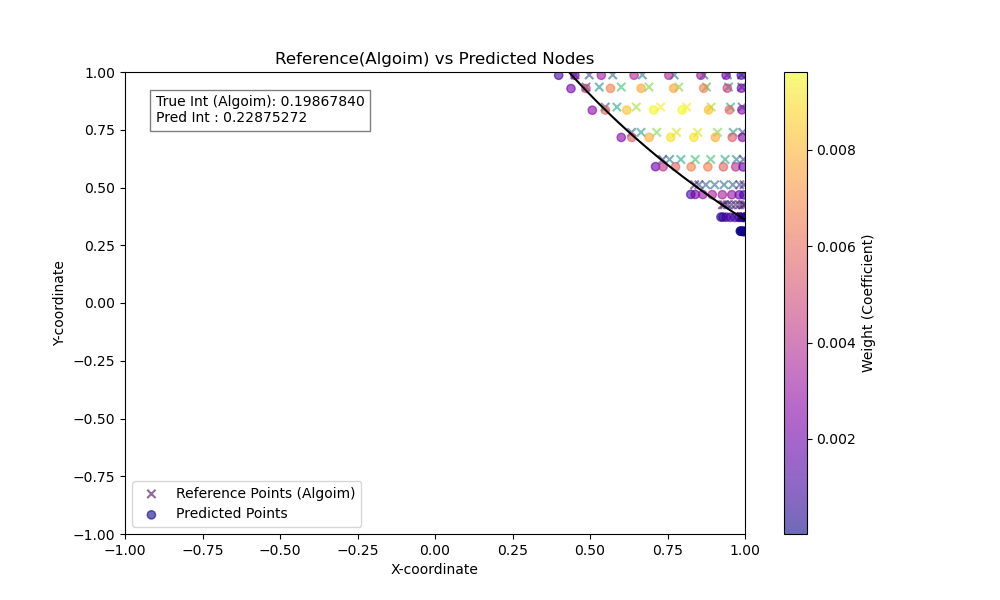 Reference(Algoim) vs Predicted Nodes
True Int (Algoim): 0.19867840
Pred Int : 0.22875272
1.00
0.75
0.50
0.25
0.00
−0.25
−0.50
−0.75
−1.00
Y-coordinate
Reference Points (Algoim)
Predicted Points
−1.00
−0.75
−0.50
−0.25
0.00
0.25
0.50
0.75
1.00
X-coordinate
0.008
0.006
0.004
0.002
Weight (Coefficient)